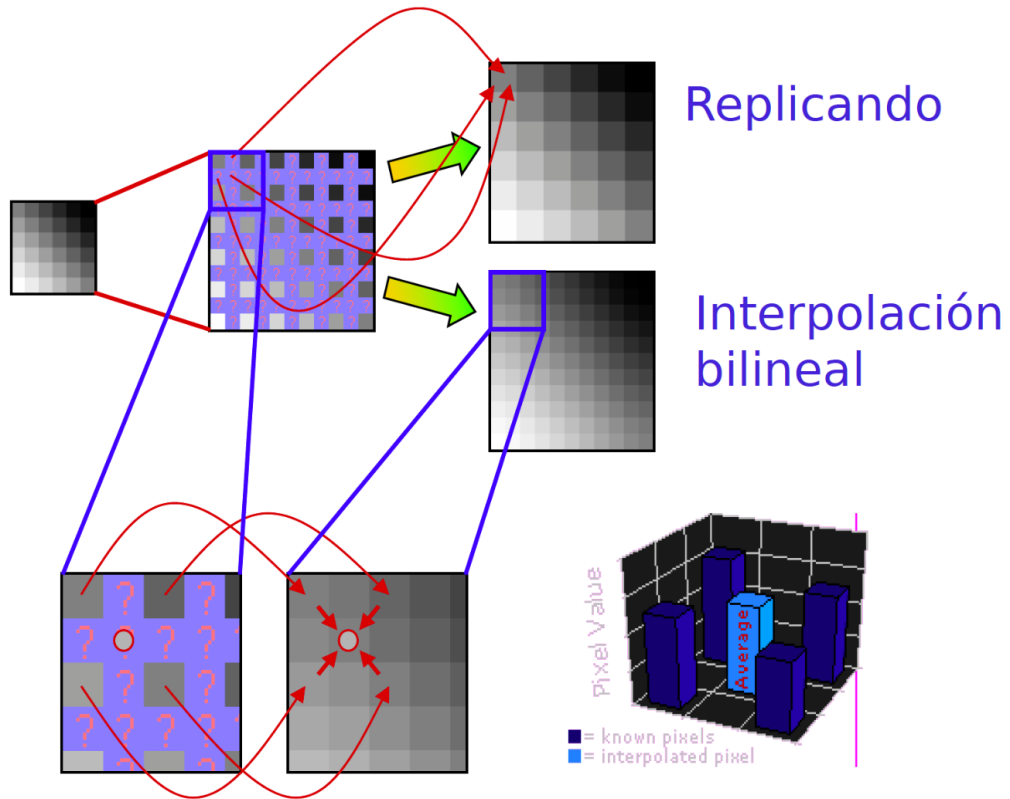 Replicando
Interpolación
bilineal
Pixel Value
Average
= known pixels
= interpolated pixel